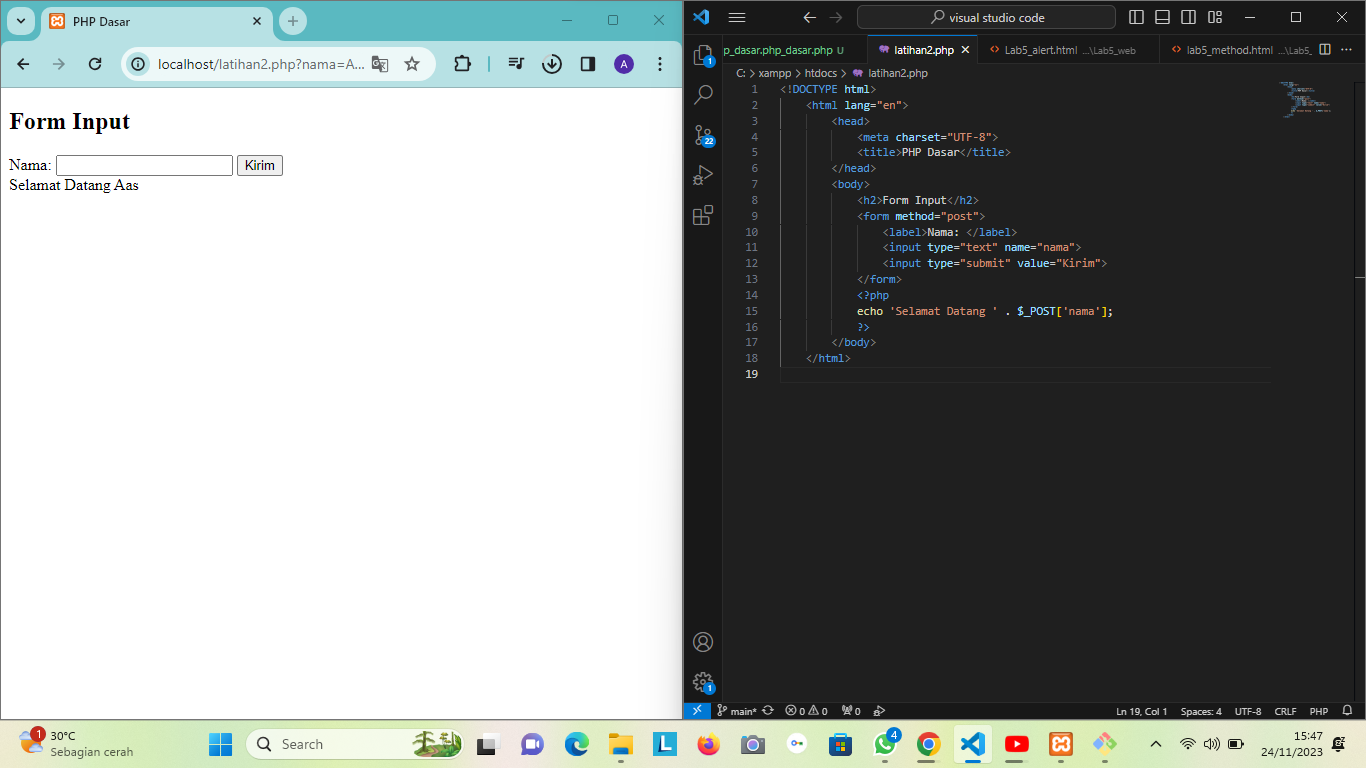 PHP Dasar
localhost/latihan2.php?nama=A...
A
Form Input
Nama:
Kirim
Selamat Datang Aas
visual studio code
p_dasar.php_dasar.php U
latihan2.php
Lab5_alert.html ...\Lab5_web
lab5_method.html ...\Lab5_
C: > xampp > htdocs > latihan2.php
1 <!DOCTYPE html>
2 <html lang="en">
3 <head>
4 <meta charset="UTF-8">
5 <title>PHP Dasar</title>
6 </head>
7 <body>
8 <h2>Form Input</h2>
9 <form method="post">
10 <label>Nama: </label>
11 <input type="text" name="nama">
12 <input type="submit" value="Kirim">
13 </form>
14 <?php
15 echo 'Selamat Datang ' . $_POST['nama'];
16 ?>
17 </body>
18 </html>
19
1
22
1
main* 0 0 0
Ln 19, Col 1 Spaces: 4 UTF-8 CRLF PHP
1
30°C
Sebagian cerah
Search
L
4
15:47
24/11/2023